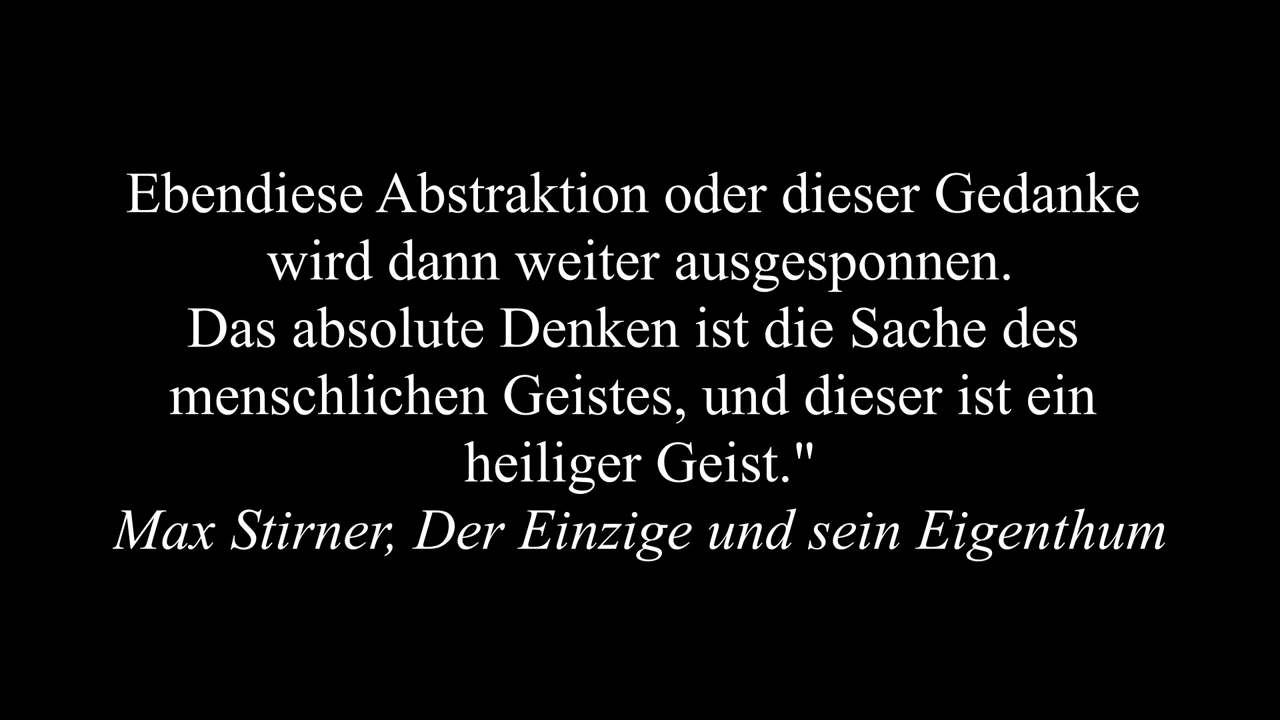 Ebendiese Abstraktion oder dieser Gedanke
wird dann weiter ausgesponnen.
Das absolute Denken ist die Sache des
menschlichen Geistes, und dieser ist ein
heiliger Geist."
Max Stirner, Der Einzige und sein Eigenthum